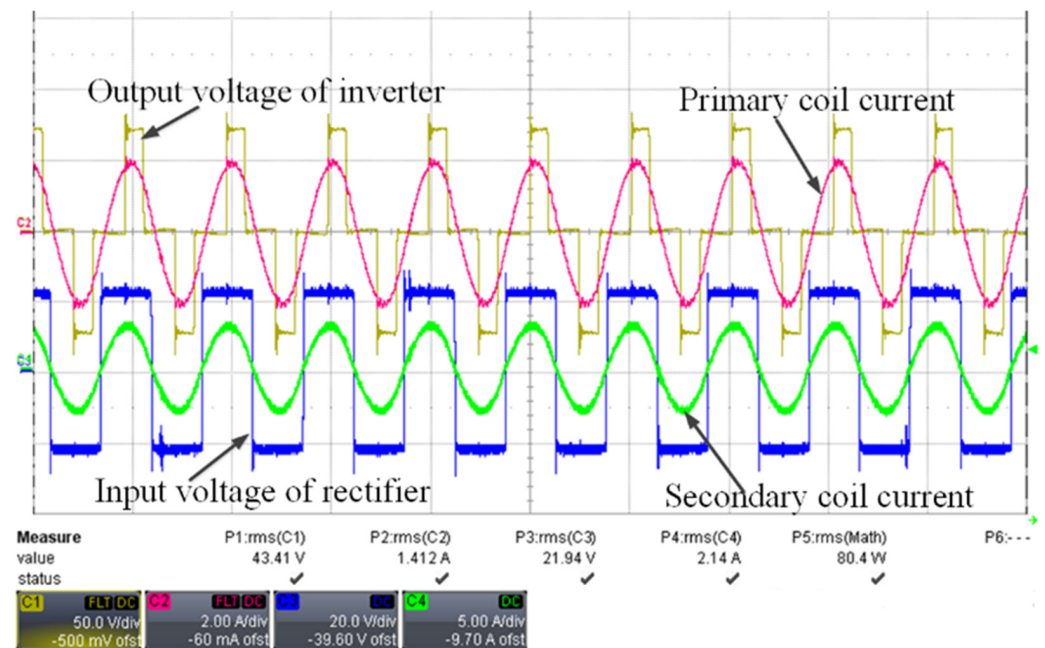 Output voltage of inverter
Primary coil current
C2
Input voltage of rectifier
Secondary coil current
Measure P1:rms(C1) P2:rms(C2) P3:rms(C3) P4:rms(C4) P5:rms(Math) P6:- - -
value 43.41 V 1.412 A 21.94 V 2.14 A 80.4 W
status
C1 FLT DC C2 FLT DC C3 DC C4 DC
50.0 V/div 2.00 A/div 20.0 V/div 5.00 A/div
-500 mV ofst -60 mA ofst -39.60 V ofst -9.70 A ofst